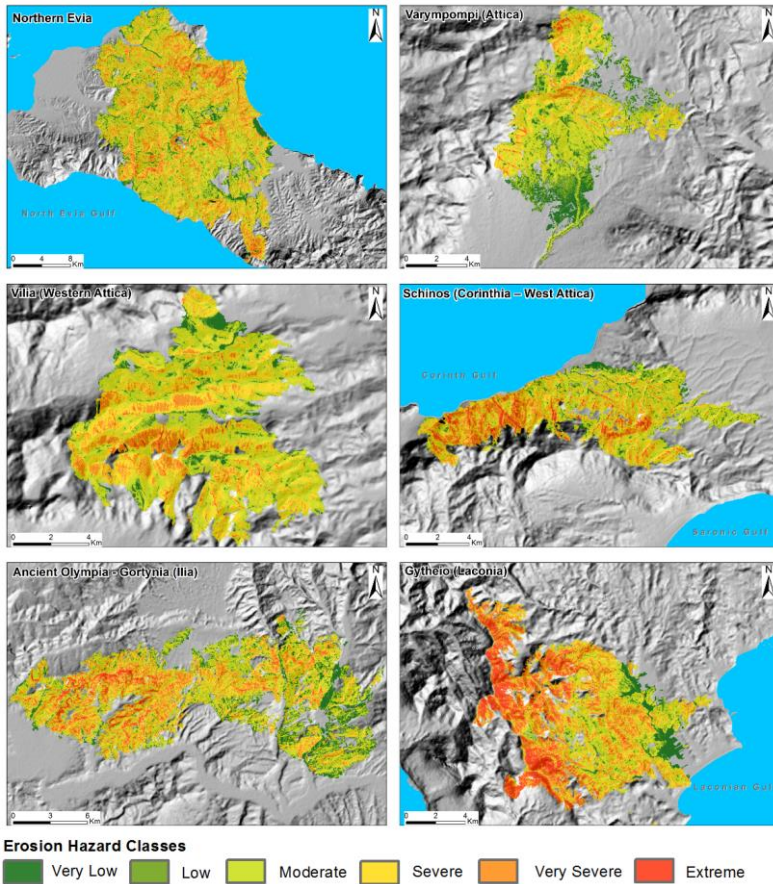 Northern Evia
N
North Evia Gulf
0 4 8
Km
Varympompi (Attica)
N
0 2 4
Km
Vilia (Western Attica)
N
0 2 4
Km
Schinos (Corinthia – West Attica)
N
Corinth Gulf
Saronic Gulf
0 2 4
Km
Ancient Olympia - Gortynia (Ilia)
N
0 3 6
Km
Gytheio (Laconia)
N
Laconian Gulf
0 2 4
Km
Erosion Hazard Classes
Very Low Low Moderate Severe Very Severe Extreme